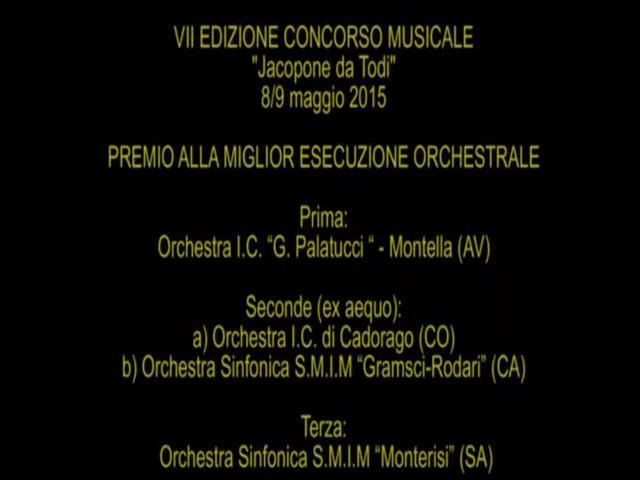 VII EDIZIONE CONCORSO MUSICALE
"Jacopone da Todi"
8/9 maggio 2015
PREMIO ALLA MIGLIOR ESECUZIONE ORCHESTRALE
Prima:
Orchestra I.C. “G. Palatucci “ - Montella (AV)
Seconde (ex aequo):
a) Orchestra I.C. di Cadorago (CO)
b) Orchestra Sinfonica S.M.I.M “Gramsci-Rodari” (CA)
Terza:
Orchestra Sinfonica S.M.I.M “Monterisi” (SA)